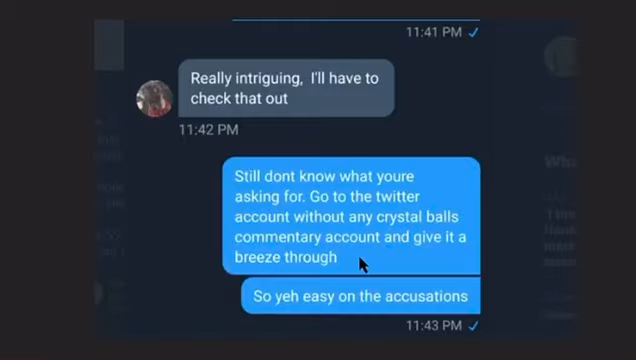 11:41 PM ✓
Really intriguing, I'll have to
check that out
11:42 PM
Still dont know what youre
asking for. Go to the twitter
account without any crystal balls
commentary account and give it a
breeze through
So yeh easy on the accusations
11:43 PM ✓